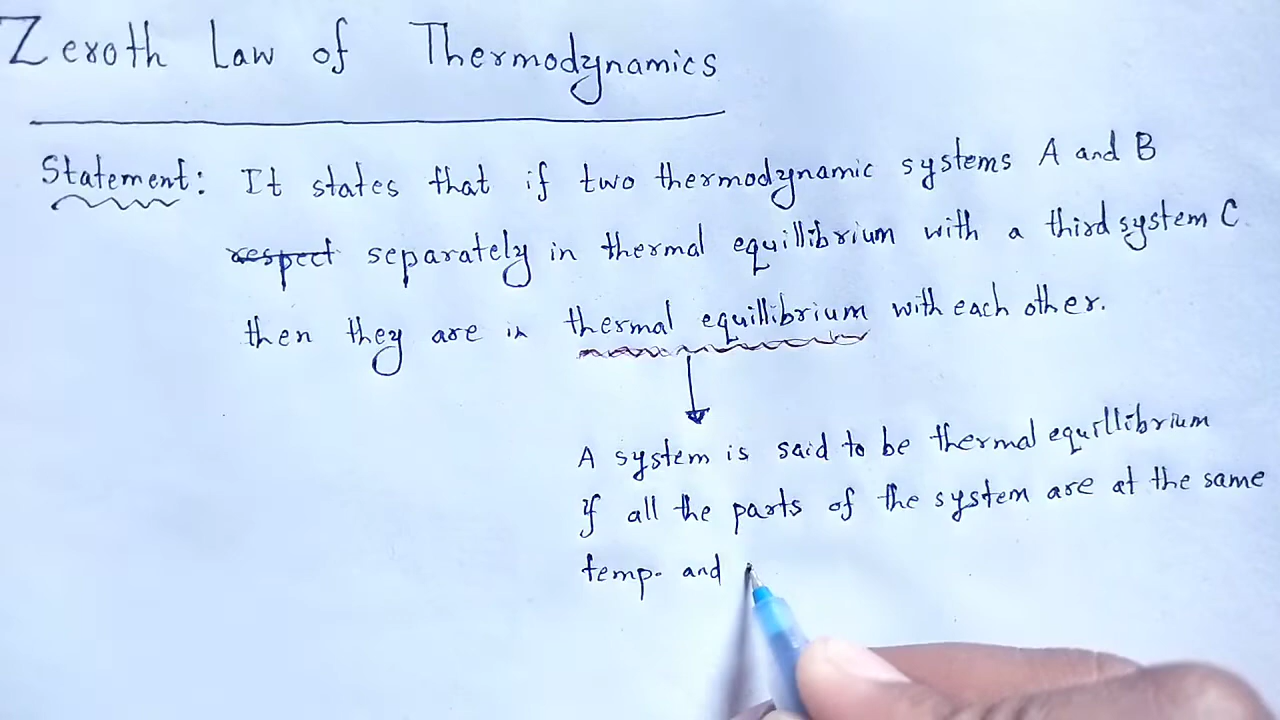 Zeroth Law of Thermodynamics
Statement: It states that if two thermodynamic systems A and B
respect separately in thermal equillibrium with a third system C
then they are in thermal equillibrium with each other.
A system is said to be thermal equillibrium
if all the parts of the system are at the same
temp. and